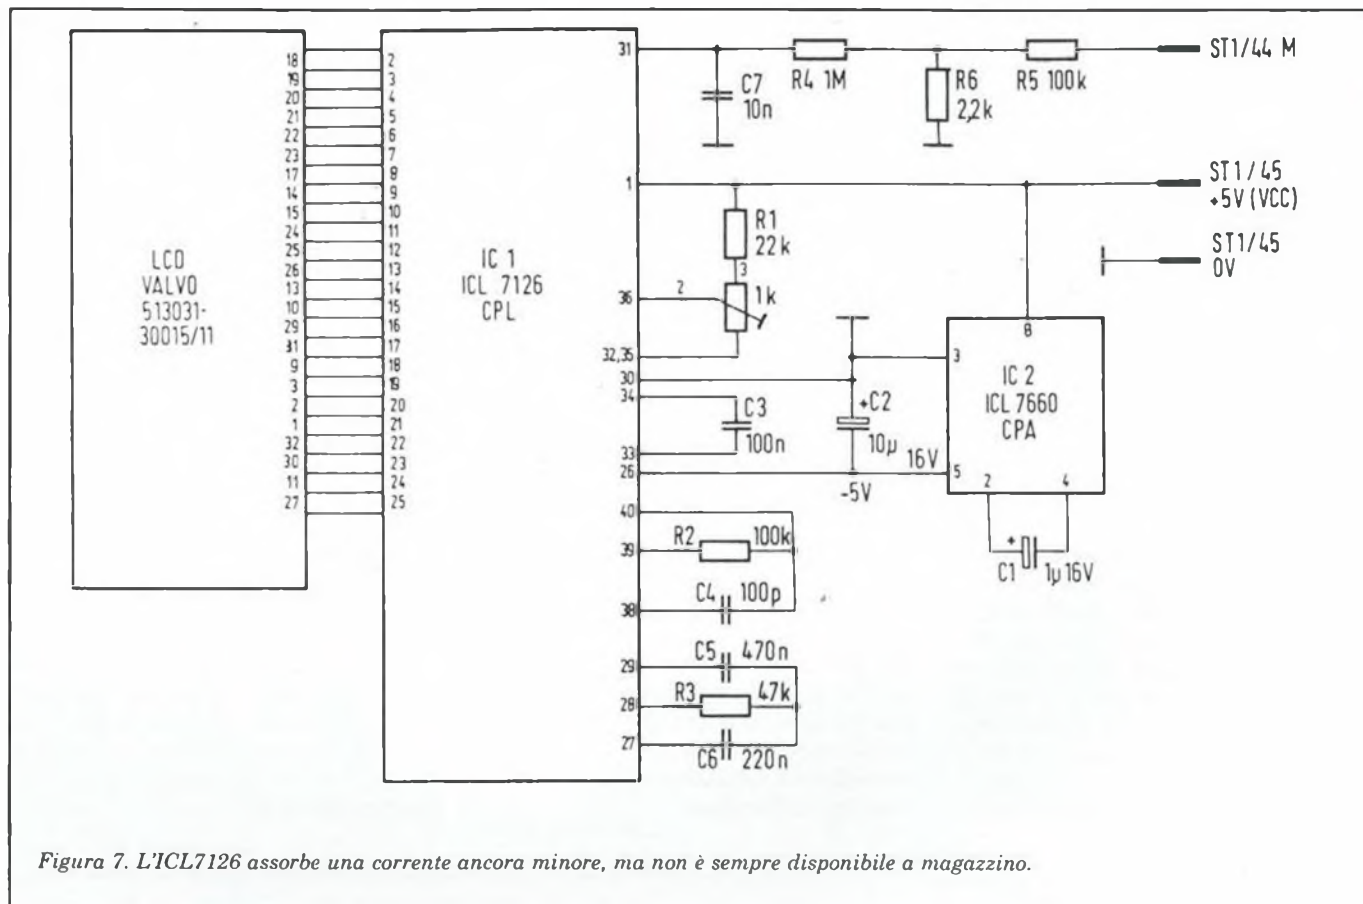 LCD
VALVO
513031-
30015/11
18
19
20
21
22
23
17
14
15
24
25
26
13
10
29
31
9
3
2
1
32
30
11
27
2
3
4
5
6
7
8
9
10
11
12
13
14
15
16
17
18
19
20
21
22
23
24
25
IC 1
ICL 7126
CPL
31
1
36
32,35
30
34
33
26
40
39
38
29
28
27
C7
10n
R4 1M
R6
2,2k
R5 100k
ST1/44 M
ST1/45
+5V (VCC)
ST1/45
0V
R1
22k
3
2
1k
C3
100n
+C2
10µ
16V
-5V
8
3
IC 2
ICL 7660
CPA
5
2
4
+
C1
1µ 16V
R2
100k
C4
100p
C5
470n
R3
47k
C6
220n
Figura 7. L'ICL7126 assorbe una corrente ancora minore, ma non è sempre disponibile a magazzino.